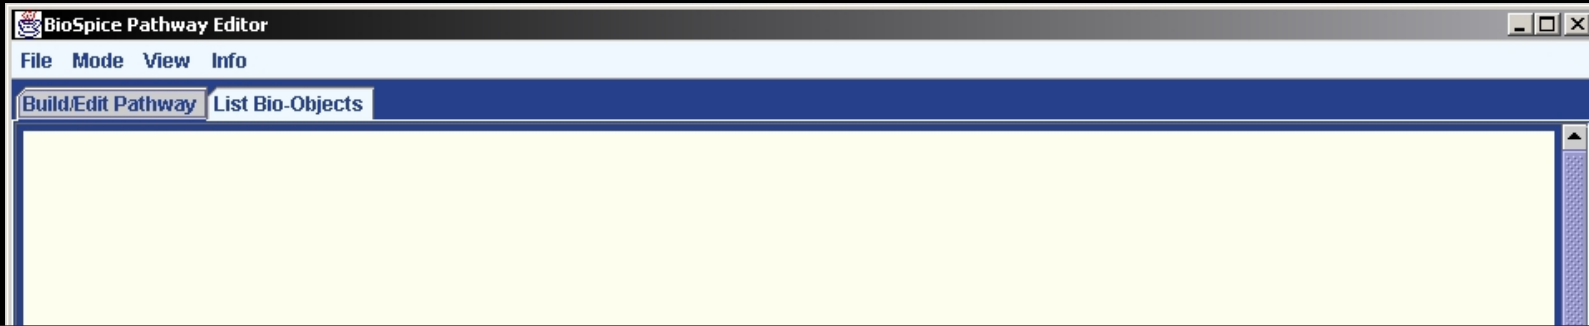 BioSpice Pathway Editor
File Mode View Info
Build/Edit Pathway List Bio-Objects